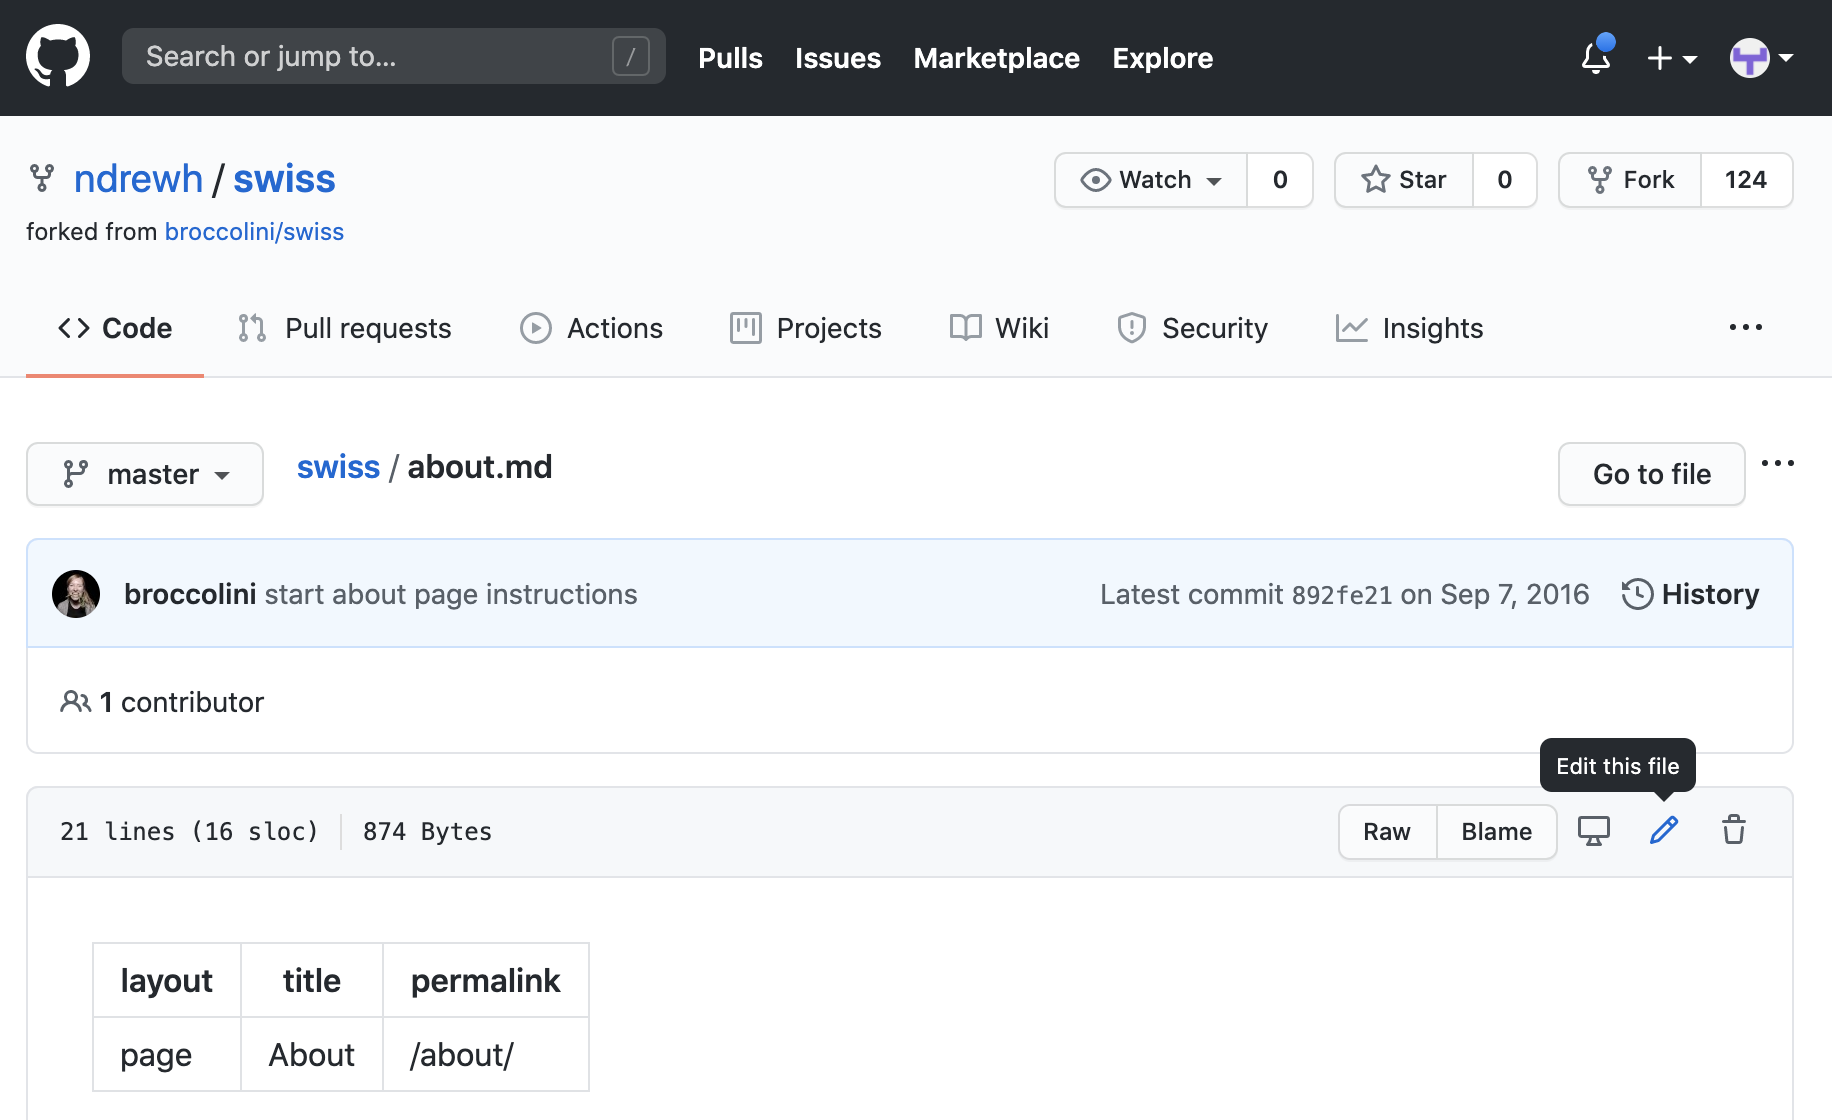 Search or jump to... /
Pulls Issues Marketplace Explore
ndrewh / swiss
Watch 0 Star 0 Fork 124
forked from broccolini/swiss
Code Pull requests Actions Projects Wiki Security Insights
master swiss / about.md Go to file
broccolini start about page instructions Latest commit 892fe21 on Sep 7, 2016 History
1 contributor
Edit this file
21 lines (16 sloc) 874 Bytes Raw Blame
layout title permalink
page About /about/